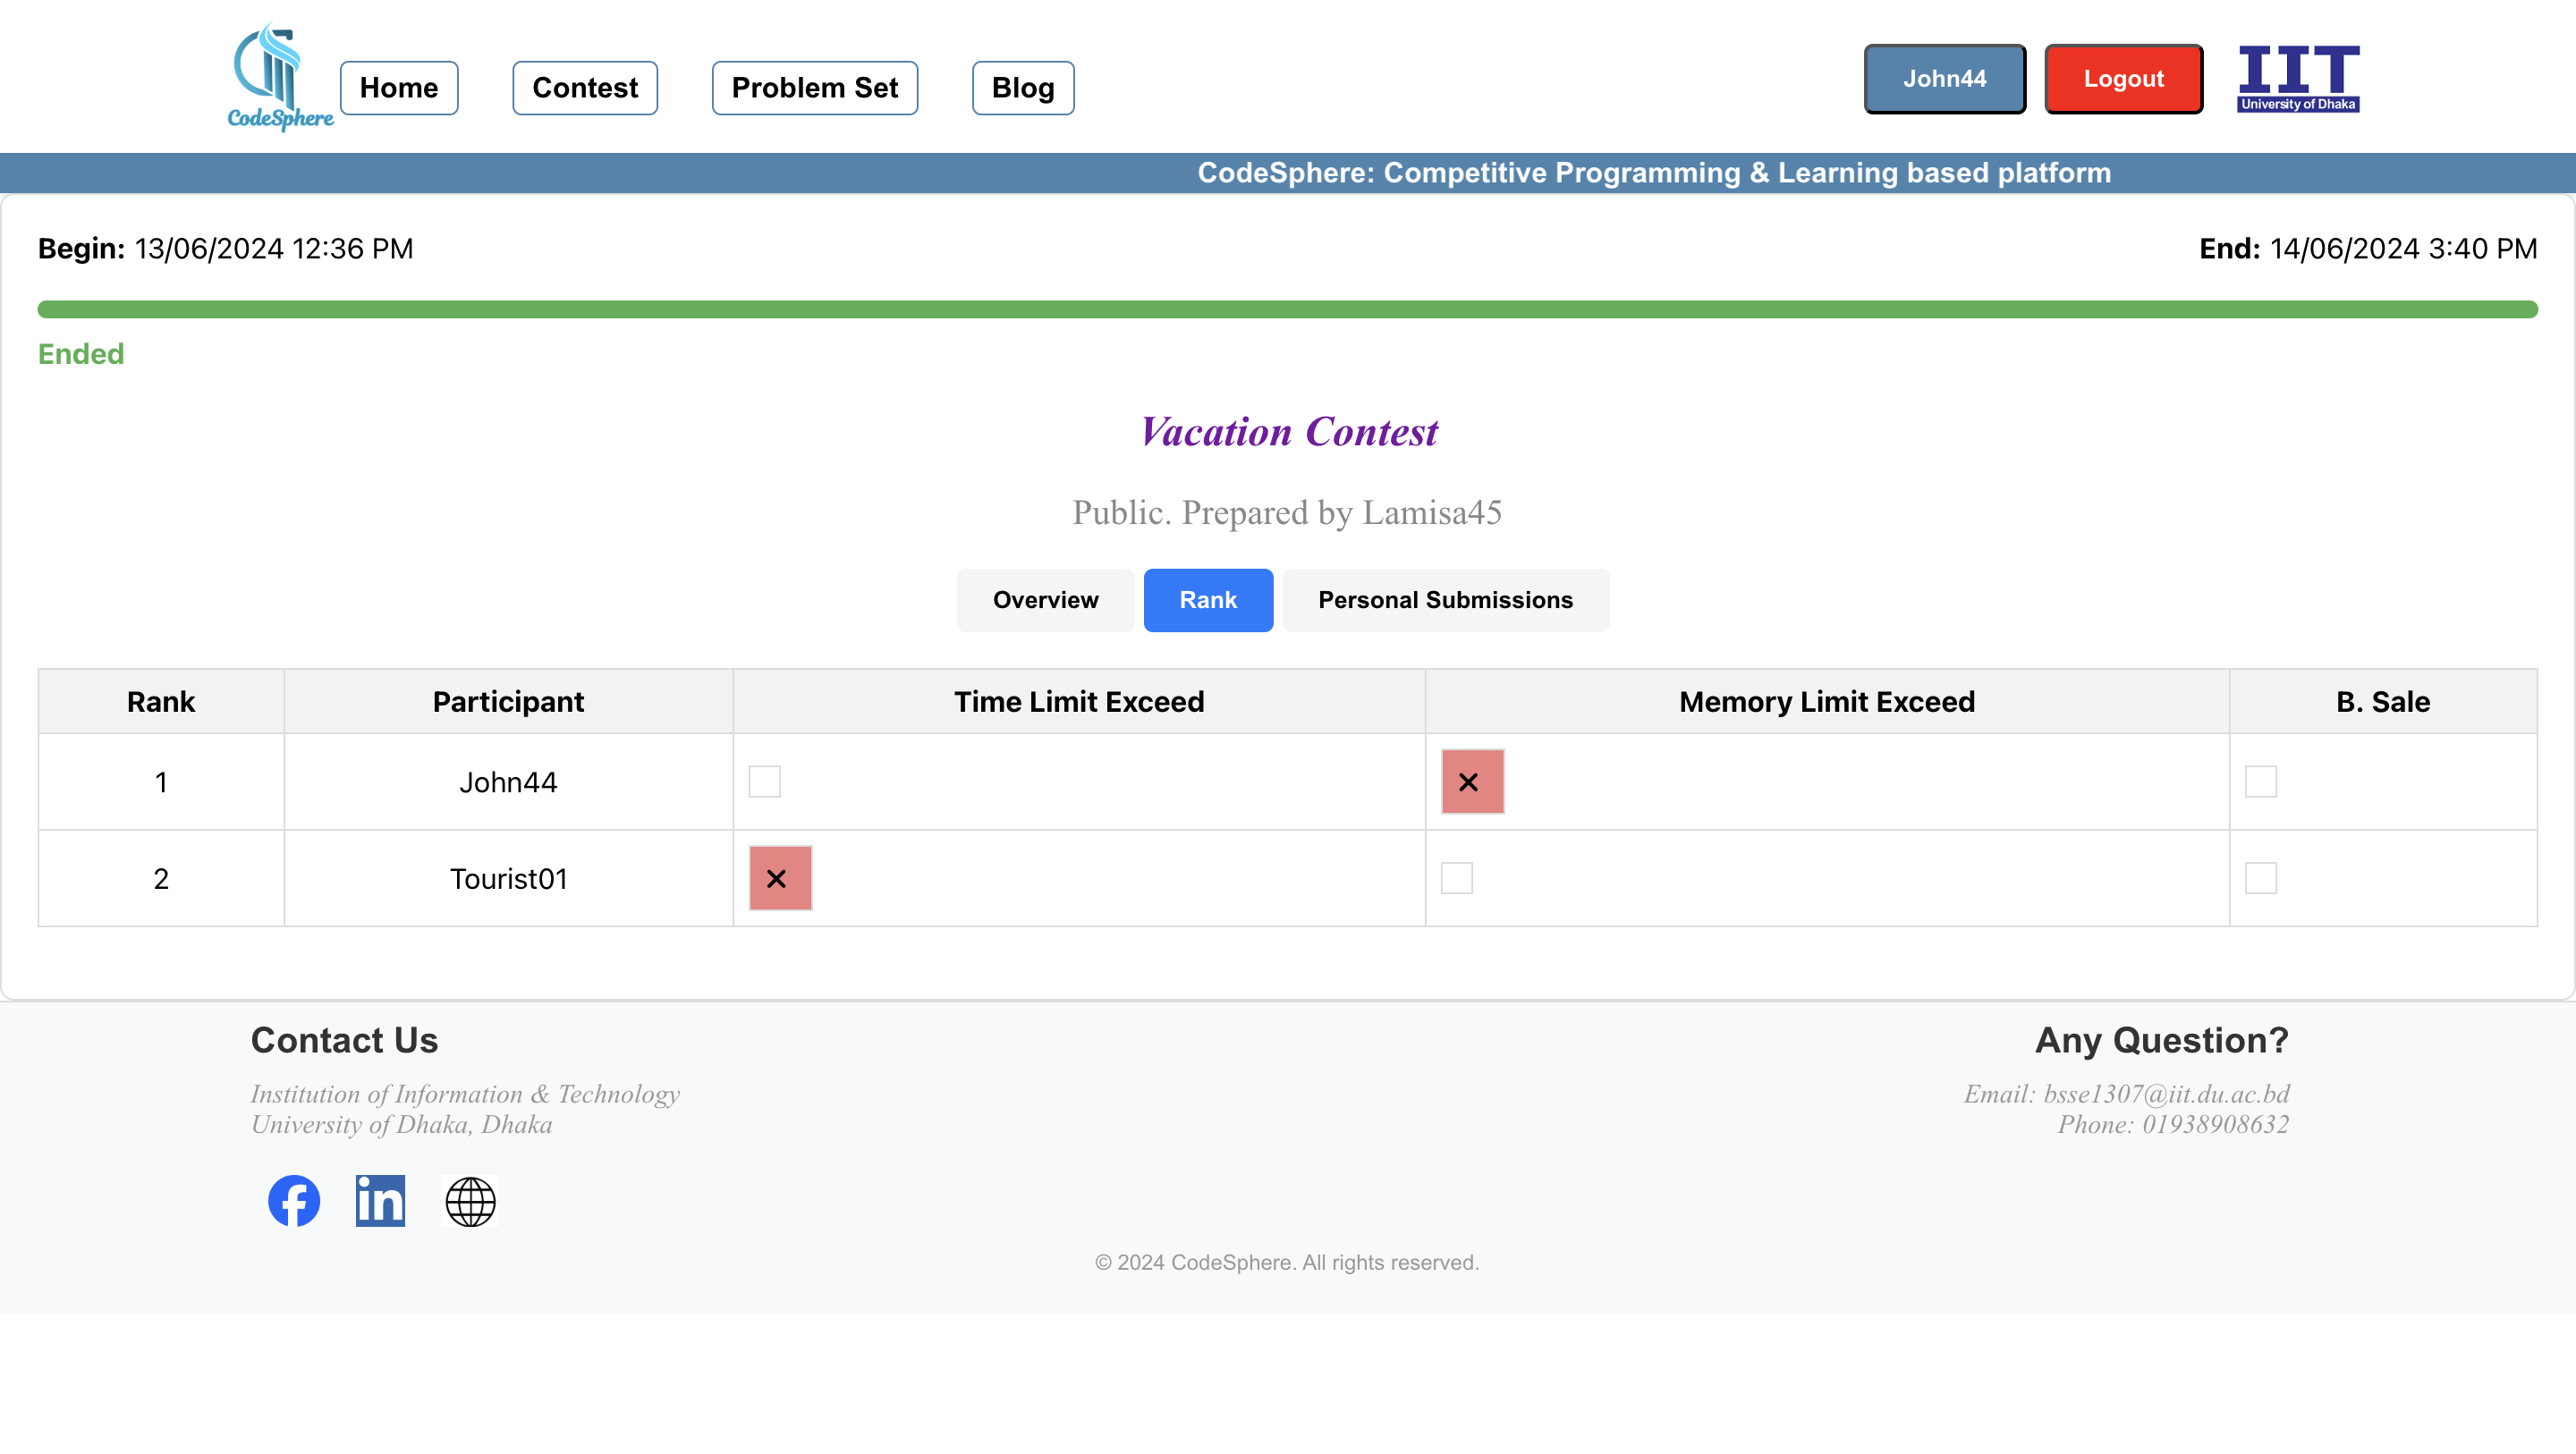 CodeSphere
Home
Contest
Problem Set
Blog
John44
Logout
IIT
University of Dhaka
CodeSphere: Competitive Programming & Learning based platform
Begin: 13/06/2024 12:36 PM
End: 14/06/2024 3:40 PM
Ended
Vacation Contest
Public. Prepared by Lamisa45
Overview
Rank
Personal Submissions
Rank Participant Time Limit Exceed Memory Limit Exceed B. Sale
1 John44 ✕
2 Tourist01 ✕
Contact Us
Institution of Information & Technology
University of Dhaka, Dhaka
Any Question?
Email: bsse1307@iit.du.ac.bd
Phone: 01938908632
in
© 2024 CodeSphere. All rights reserved.